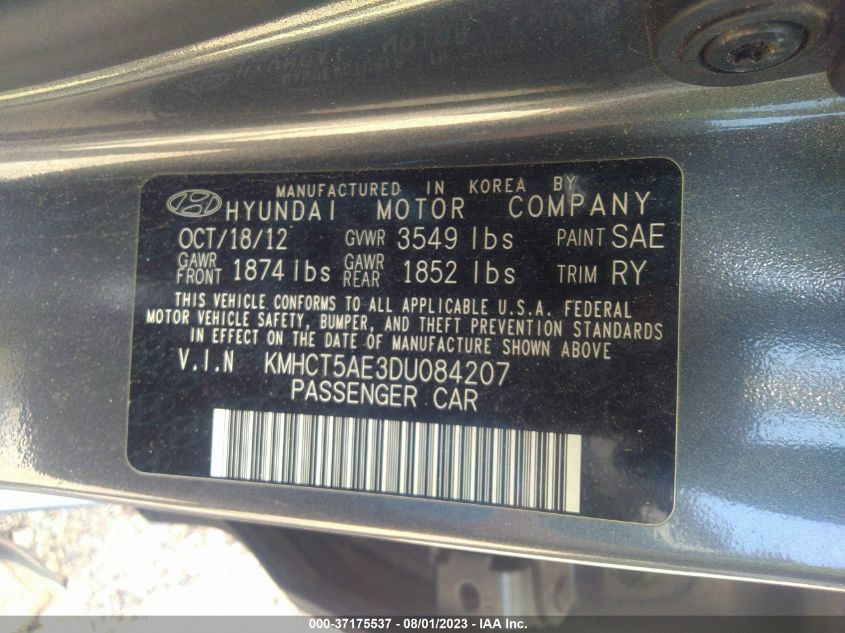 MANUFACTURED IN KOREA BY
HYUNDAI MOTOR COMPANY
OCT/18/12 GVWR 3549 lbs PAINT SAE
GAWR FRONT 1874 lbs GAWR REAR 1852 lbs TRIM RY
THIS VEHICLE CONFORMS TO ALL APPLICABLE U.S.A. FEDERAL
MOTOR VEHICLE SAFETY, BUMPER, AND THEFT PREVENTION STANDARDS
IN EFFECT ON THE DATE OF MANUFACTURE SHOWN ABOVE
V.I.N KMHCT5AE3DU084207
PASSENGER CAR
000-37175537 - 08/01/2023 - IAA, Inc.